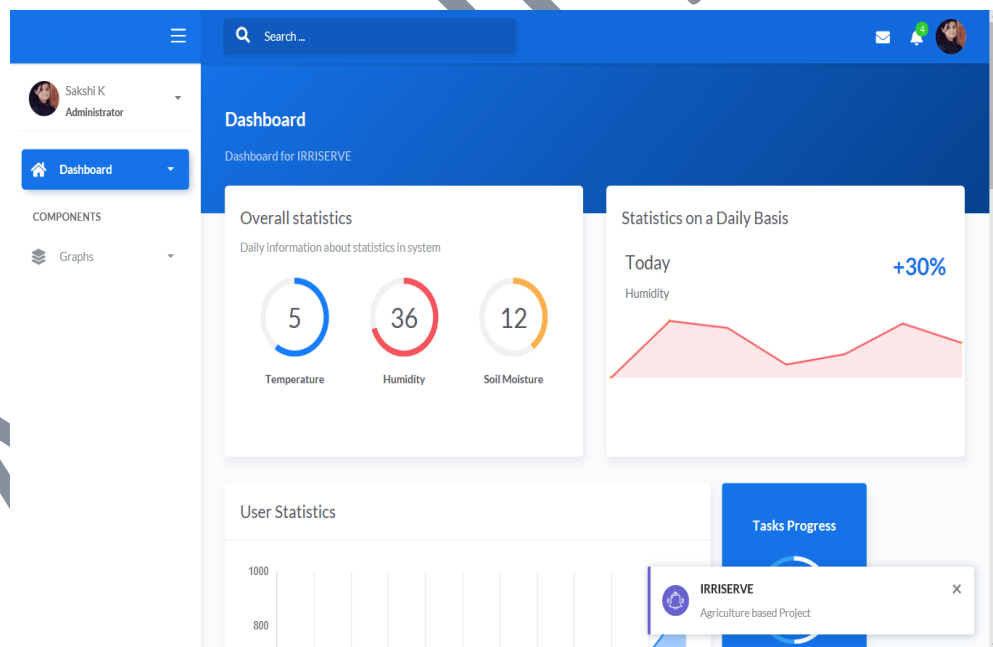 Search ...
4
Sakshi K
Administrator
Dashboard
COMPONENTS
Graphs
Dashboard
Dashboard for IRRISERVE
Overall statistics
Daily information about statistics in system
5
36
12
Temperature
Humidity
Soil Moisture
Statistics on a Daily Basis
Today
+30%
Humidity
User Statistics
1000
800
Tasks Progress
IRRISERVE
Agriculture based Project